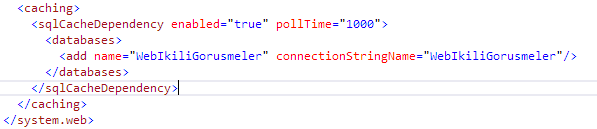 <caching>
<sqlCacheDependency enabled="true" pollTime="1000">
<databases>
<add name="WebIkiliGorusmeler" connectionStringName="WebIkiliGorusmeler"/>
</databases>
</sqlCacheDependency>
</caching>
</system.web>